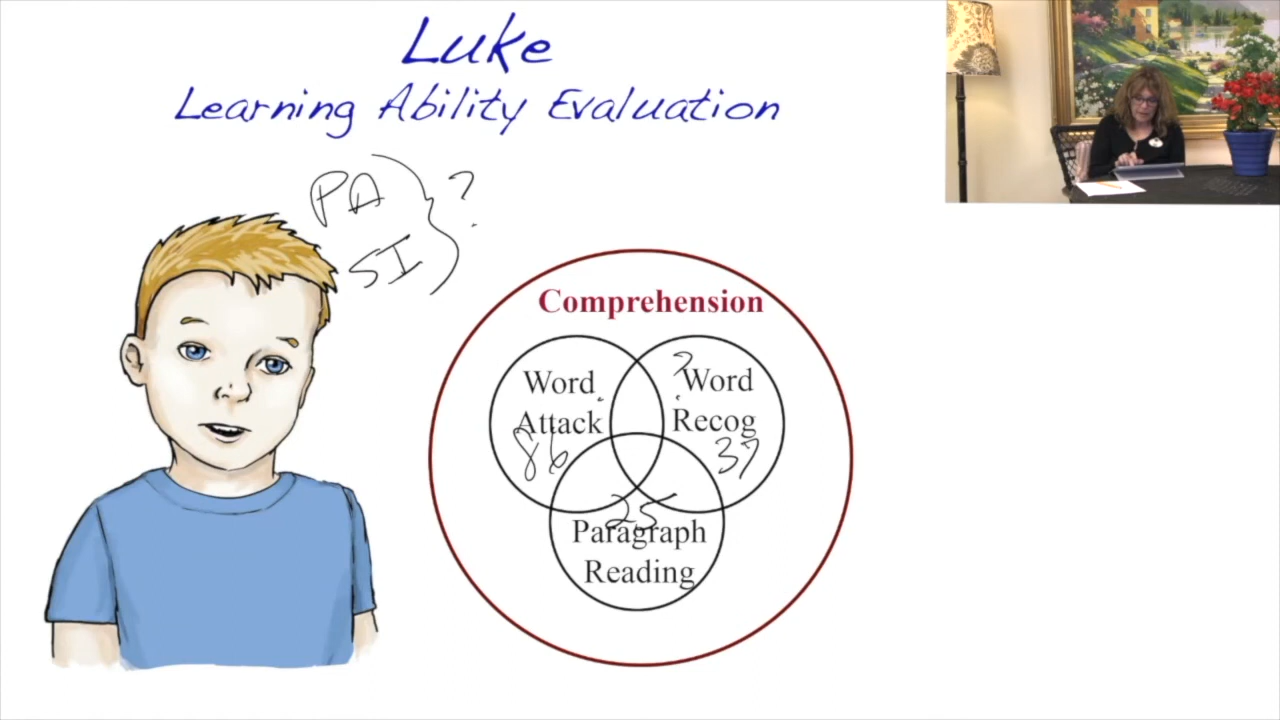 Luke
Learning Ability Evaluation
PA
SI
?
Comprehension
Word
Attack
86
?
Word
Recog
37
25
Paragraph
Reading